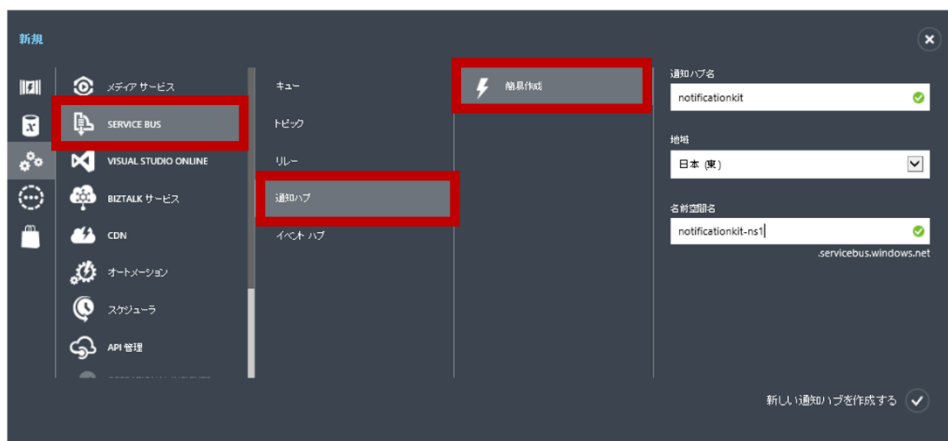 新規
メディア サービス
SERVICE BUS
VISUAL STUDIO ONLINE
BIZTALK サービス
CDN
オートメーション
スケジューラ
API 管理
キュー
トピック
リレー
通知ハブ
イベント ハブ
簡易作成
通知ハブ名
notificationkit
地域
日本 (東)
名前空間名
notificationkit-ns1
.servicebus.windows.net
新しい通知ハブを作成する